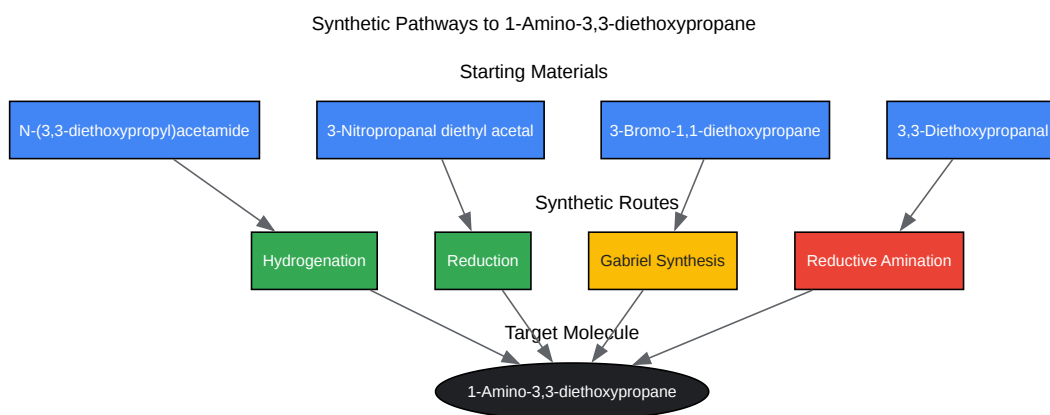 Synthetic Pathways to 1-Amino-3,3-diethoxypropane
Starting Materials
N-(3,3-diethoxypropyl)acetamide
3-Nitropropanal diethyl acetal
3-Bromo-1,1-diethoxypropane
3,3-Diethoxypropanal
Synthetic Routes
Hydrogenation
Reduction
Gabriel Synthesis
Reductive Amination
Target Molecule
1-Amino-3,3-diethoxypropane